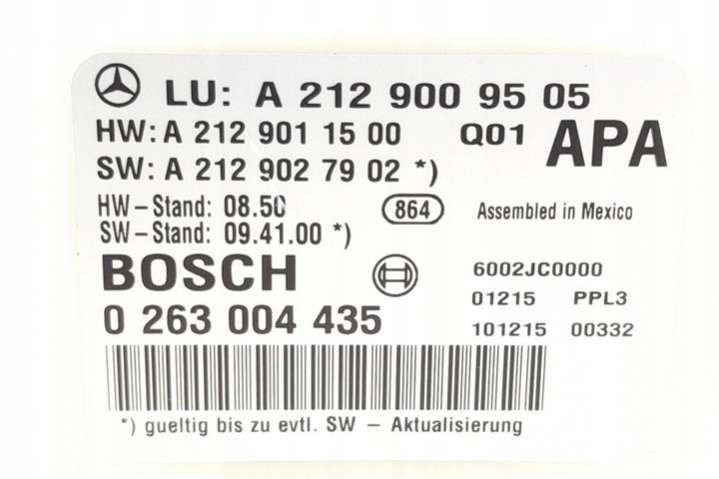 LU: A 212 900 95 05
HW: A 212 901 15 00 Q01 APA
SW: A 212 902 79 02 *)
HW-Stand: 08.50 864 Assembled in Mexico
SW-Stand: 09.41.00 *)
BOSCH 6002JC0000
01215 PPL3
0 263 004 435 101215 00332
*) gueltig bis zu evtl. SW - Aktualisierung